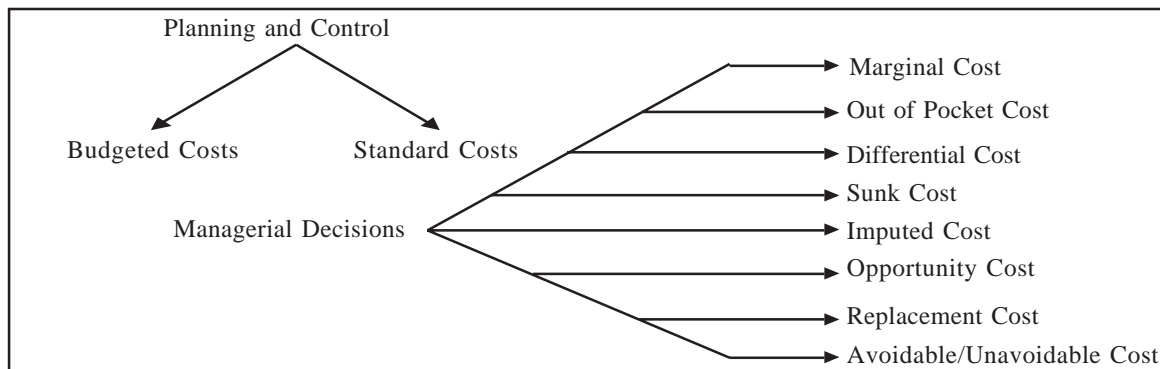 Planning and Control
Budgeted Costs
Standard Costs
Managerial Decisions
Marginal Cost
Out of Pocket Cost
Differential Cost
Sunk Cost
Imputed Cost
Opportunity Cost
Replacement Cost
Avoidable/Unavoidable Cost